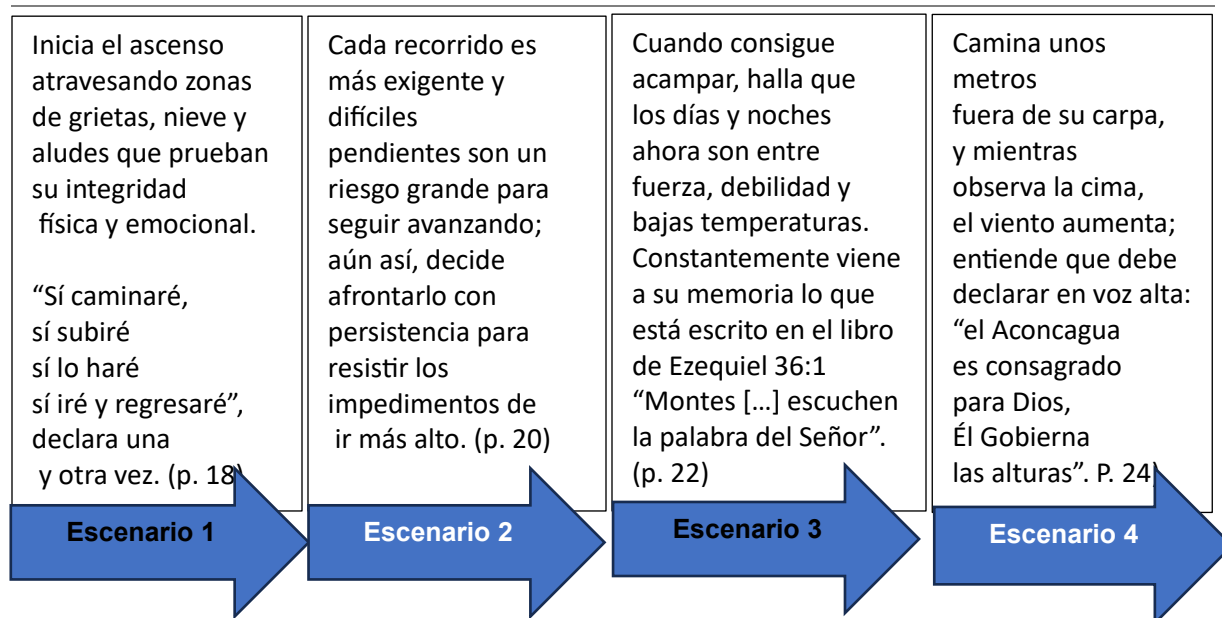 Inicia el ascenso
atravesando zonas
de grietas, nieve y
aludes que prueban
su integridad
física y emocional.
“Sí caminaré,
sí subiré
sí lo haré
sí iré y regresaré”,
declara una
y otra vez. (p. 18)
Escenario 1
Cada recorrido es
más exigente y
difíciles
pendientes son un
riesgo grande para
seguir avanzando;
aún así, decide
afrontarlo con
persistencia para
resistir los
impedimentos de
ir más alto. (p. 20)
Escenario 2
Cuando consigue
acampar, halla que
los días y noches
ahora son entre
fuerza, debilidad y
bajas temperaturas.
Constantemente viene
a su memoria lo que
está escrito en el libro
de Ezequiel 36:1
“Montes […] escuchen
la palabra del Señor”.
(p. 22)
Escenario 3
Camina unos
metros
fuera de su carpa,
y mientras
observa la cima,
el viento aumenta;
entiende que debe
declarar en voz alta:
“el Aconcagua
es consagrado
para Dios,
Él Gobierna
las alturas”. P. 24)
Escenario 4